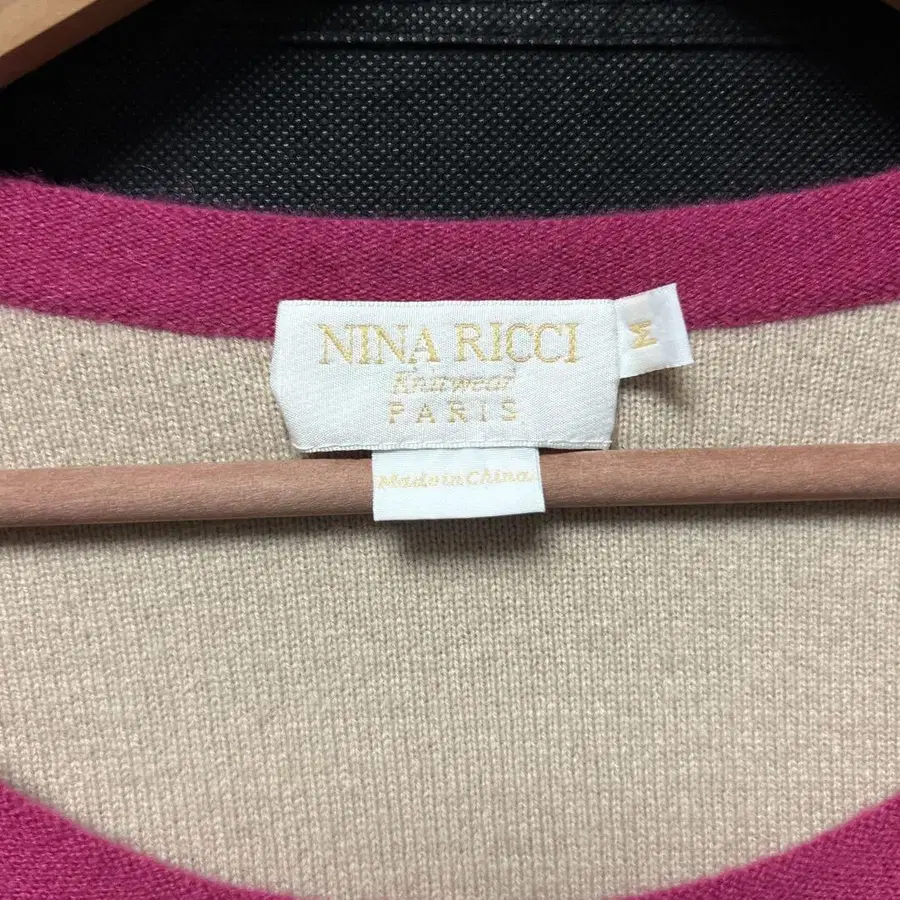 NINA RICCI
Knitwear
PARIS
M
Made in China